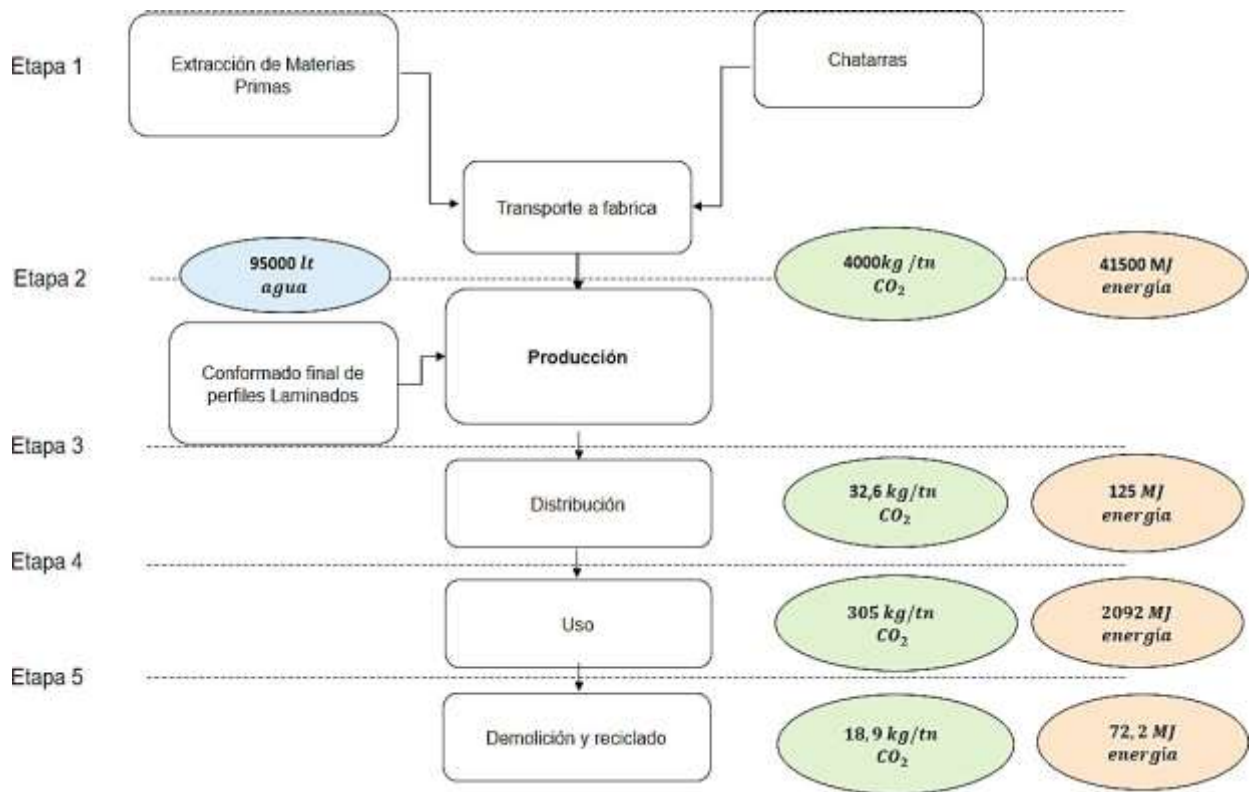 Etapa 1
Extracción de Materias
Primas
Chatarras
Transporte a fabrica
Etapa 2
95000 lt
agua
4000kg /tn
CO₂
41500 MJ
energía
Conformado final de
perfiles Laminados
Producción
Etapa 3
Distribución
32,6 kg/tn
CO₂
125 MJ
energía
Etapa 4
Uso
305 kg/tn
CO₂
2092 MJ
energía
Etapa 5
Demolición y reciclado
18,9 kg/tn
CO₂
72,2 MJ
energía